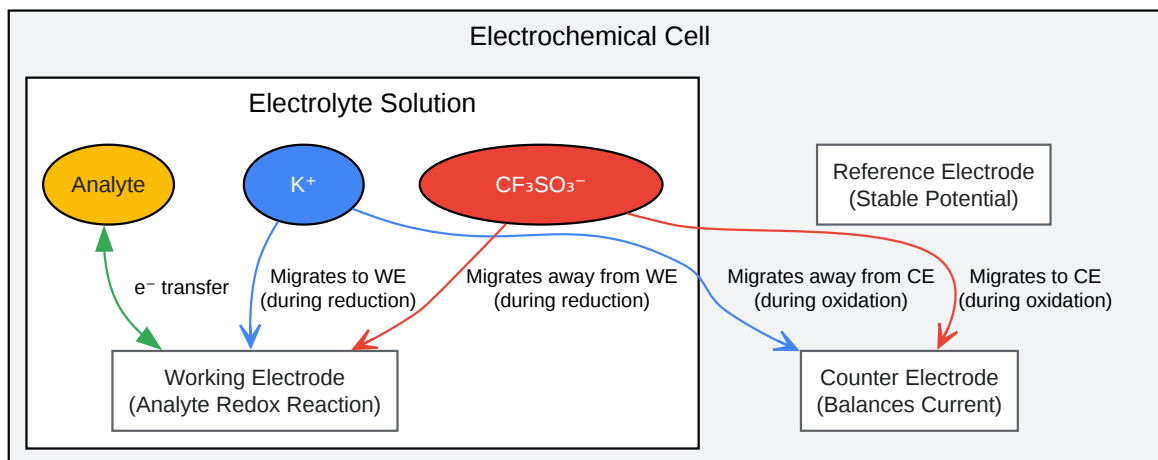 Electrochemical Cell
Electrolyte Solution
Analyte
K⁺
CF₃SO₃⁻
Reference Electrode
(Stable Potential)
e⁻ transfer
Migrates to WE
(during reduction)
Migrates away from WE
(during reduction)
Migrates away from CE
(during oxidation)
Migrates to CE
(during oxidation)
Working Electrode
(Analyte Redox Reaction)
Counter Electrode
(Balances Current)